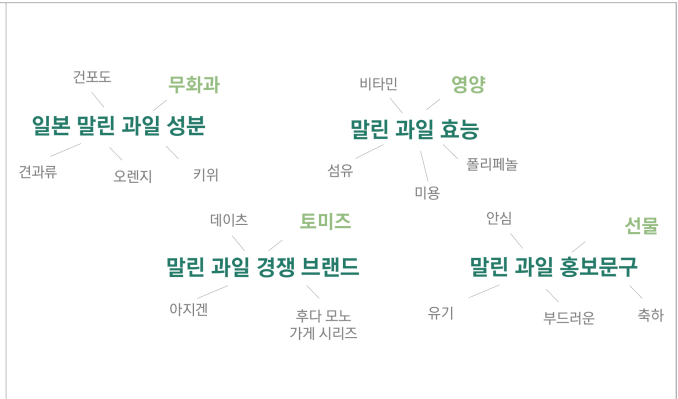 건포도
무화과
일본 말린 과일 성분
견과류
오렌지
키위
비타민
영양
말린 과일 효능
섬유
미용
폴리페놀
데이츠
토미즈
말린 과일 경쟁 브랜드
아지겐
후다 모노
가게 시리즈
안심
선물
말린 과일 홍보문구
유기
부드러운
축하